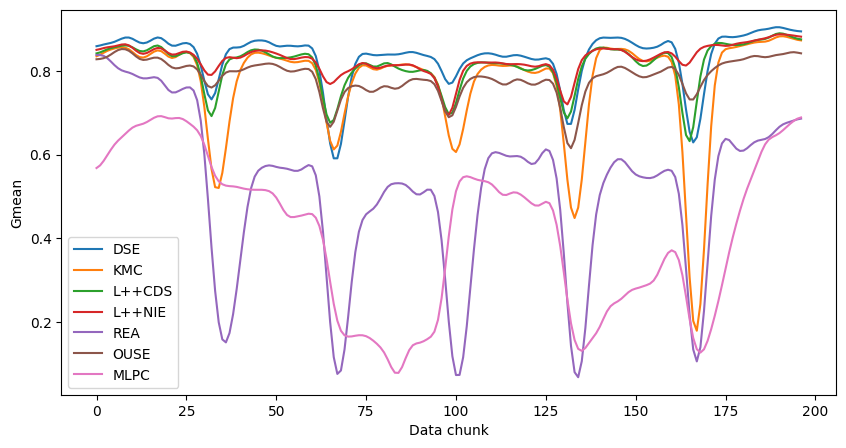 Gmean
0.8
0.6
0.4
0.2
DSE
KMC
L++CDS
L++NIE
REA
OUSE
MLPC
0 25 50 75 100 125 150 175 200
Data chunk